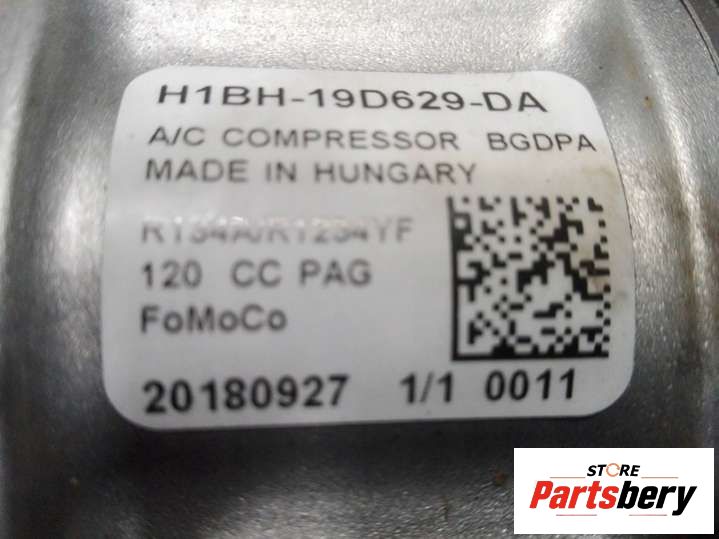 H1BH-19D629-DA
A/C COMPRESSOR BGDPA
MADE IN HUNGARY
R134A/R1234YF
120 CC PAG
FoMoCo
20180927 1/1 0011
STORE
Partsbery